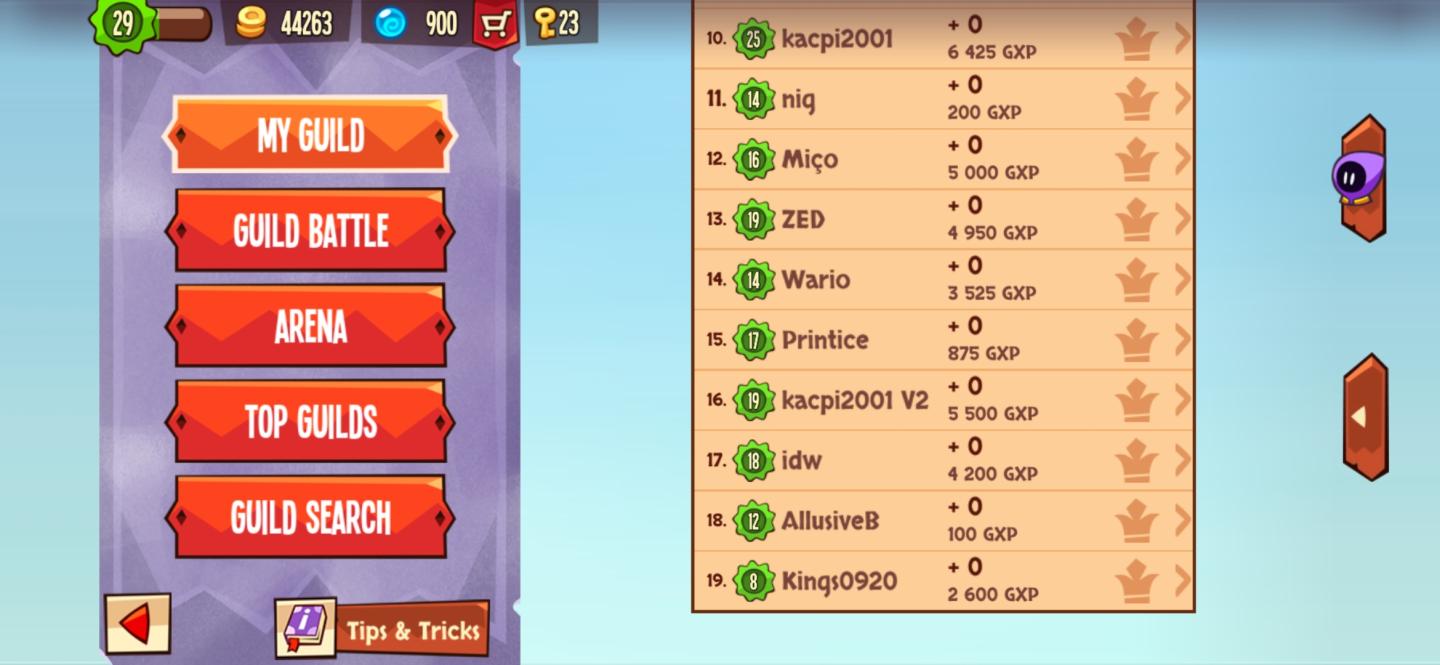 29
44263
900
23
MY GUILD
GUILD BATTLE
ARENA
TOP GUILDS
GUILD SEARCH
Tips & Tricks
10. 25 kacpi2001 + 0
6 425 GXP
11. 14 nig + 0
200 GXP
12. 16 Miço + 0
5 000 GXP
13. 19 ZED + 0
4 950 GXP
14. 14 Wario + 0
3 525 GXP
15. 17 Printice + 0
875 GXP
16. 19 kacpi2001 V2 + 0
5 500 GXP
17. 18 idw + 0
4 200 GXP
18. 12 AllusiveB + 0
100 GXP
19. 8 Kings0920 + 0
2 600 GXP